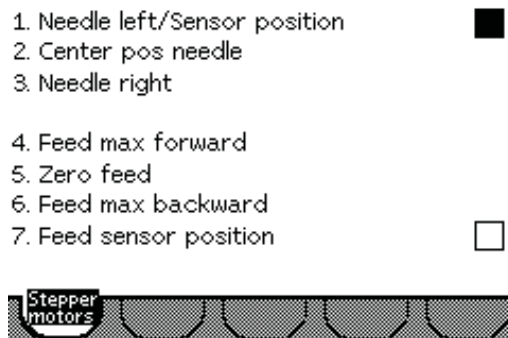 1. Needle left/Sensor position
2. Center pos needle
3. Needle right
4. Feed max forward
5. Zero feed
6. Feed max backward
7. Feed sensor position
Stepper
motors